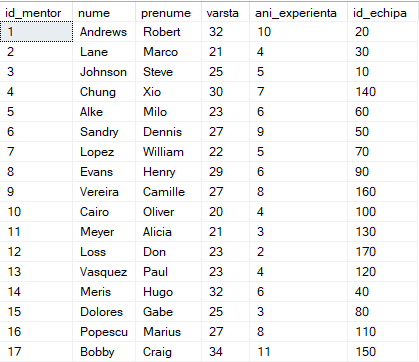 id_mentor nume prenume varsta ani_experienta id_echipa
1 Andrews Robert 32 10 20
2 Lane Marco 21 4 30
3 Johnson Steve 25 5 10
4 Chung Xio 30 7 140
5 Alke Milo 23 6 60
6 Sandry Dennis 27 9 50
7 Lopez William 22 5 70
8 Evans Henry 29 6 90
9 Vereira Camille 27 8 160
10 Cairo Oliver 20 4 100
11 Meyer Alicia 21 3 130
12 Loss Don 23 2 170
13 Vasquez Paul 23 4 120
14 Meris Hugo 32 6 40
15 Dolores Gabe 25 3 80
16 Popescu Marius 27 8 110
17 Bobby Craig 34 11 150